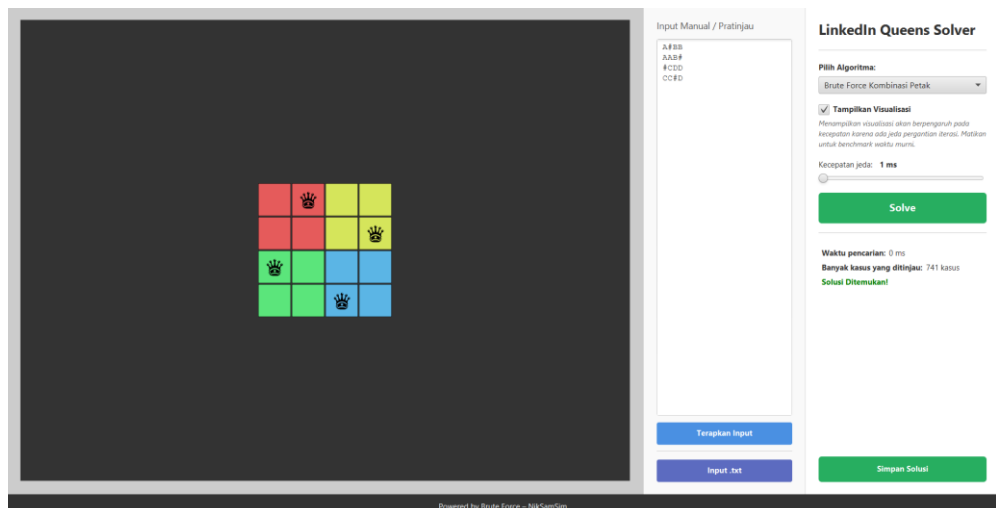 Input Manual / Pratinjau
A#BB
AAB#
#CDD
CC#D
Terapkan Input
Input .txt
LinkedIn Queens Solver
Pilih Algoritma:
Brute Force Kombinasi Petak
Tampilkan Visualisasi
Menampilkan visualisasi akan berpengaruh pada
kecepatan karena ada jeda pergantian iterasi. Matikan
untuk benchmark waktu murni.
Kecepatan jeda: 1 ms
Solve
Waktu pencarian: 0 ms
Banyak kasus yang ditinjau: 741 kasus
Solusi Ditemukan!
Simpan Solusi
Powered by Brute Force – NikSamSim